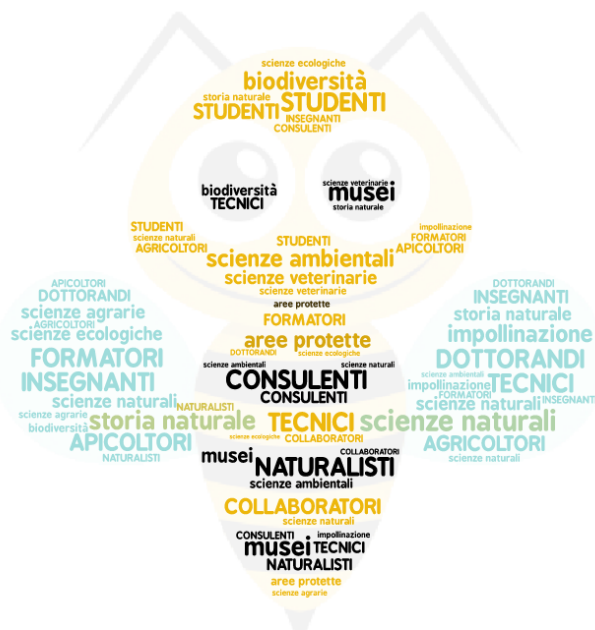 scienze ecologiche
biodiversità
storia naturale STUDENTI
STUDENTI INSEGNANTI
CONSULENTI
biodiversità scienze veterinarie
TECNICI musei
storia naturale
STUDENTI impollinazione
scienze naturali STUDENTI FORMATORI
AGRICOLTORI scienze ambientali APICOLTORI
scienze veterinarie
APICOLTORI scienze veterinarie DOTTORANDI
DOTTORANDI aree protette INSEGNANTI
scienze agrarie FORMATORI storia naturale
AGRICOLTORI
scienze ecologiche aree protette impollinazione
FORMATORI DOTTORANDI scienze ecologiche DOTTORANDI
scienze ambientali scienze naturali
INSEGNANTI CONSULENTI scienze ambientali
impollinazione TECNICI
scienze naturali CONSULENTI FORMATORI
NATURALISTI scienze naturali INSEGNANTI
scienze agrarie storia naturale TECNICI scienze naturali
biodiversità
APICOLTORI scienze ecologiche COLLABORATORI AGRICOLTORI
NATURALISTI musei COLLABORATORI scienze naturali
NATURALISTI
scienze ambientali
COLLABORATORI
scienze naturali
CONSULENTI impollinazione
musei TECNICI
NATURALISTI
aree protette
scienze agrarie